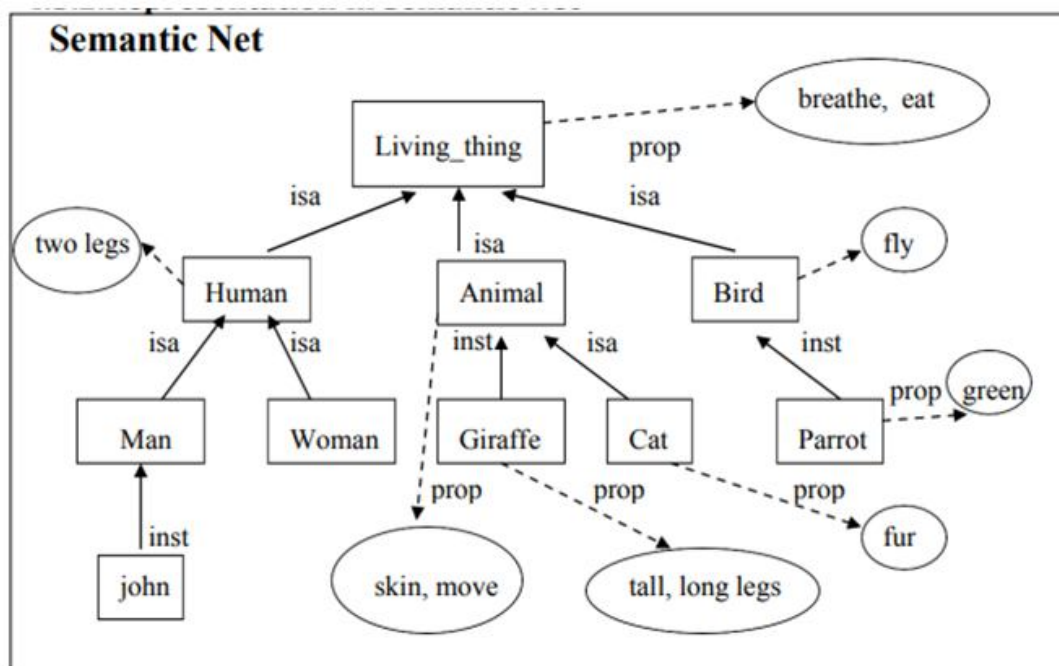 Semantic Net
breathe, eat
Living_thing
prop
isa
isa
two legs
isa
fly
Human
Animal
Bird
isa
isa
inst
isa
inst
prop
green
Man
Woman
Giraffe
Cat
Parrot
prop
prop
prop
inst
fur
john
skin, move
tall, long legs